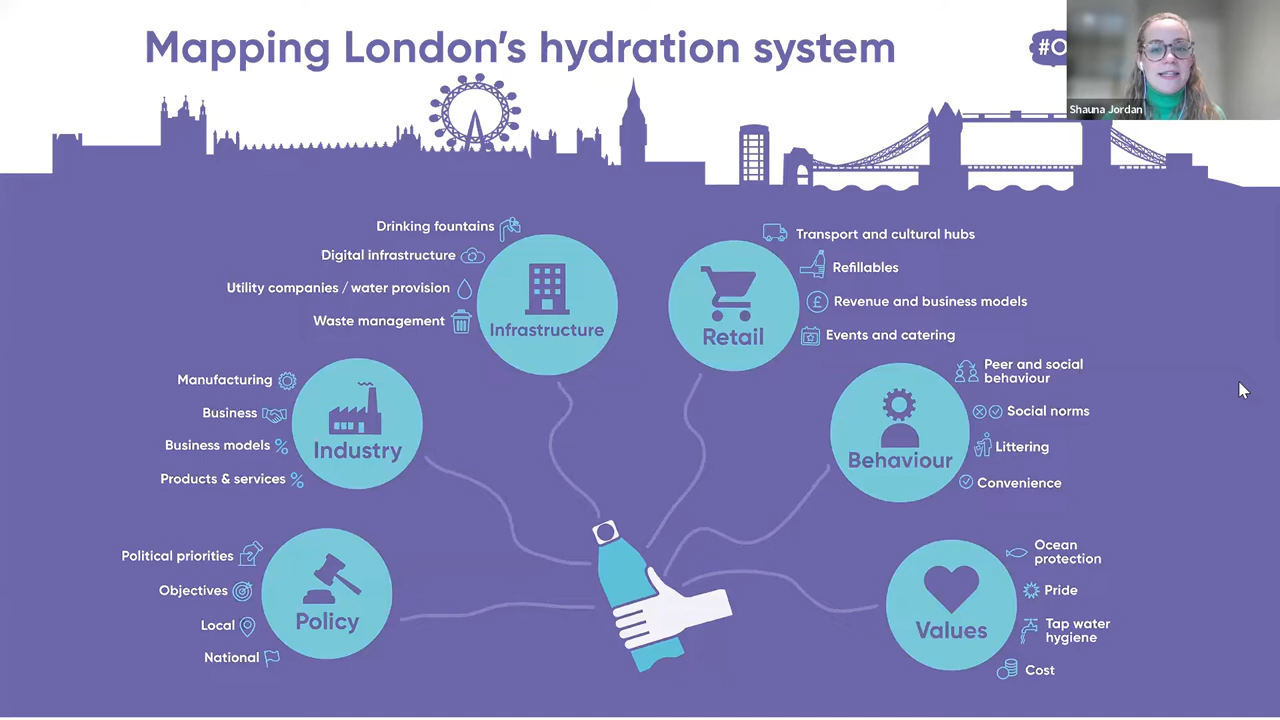 Mapping London's hydration system
#O
Shauna Jordan
Drinking fountains
Digital infrastructure
Utility companies / water provision
Waste management
Infrastructure
Transport and cultural hubs
Refillables
£
Revenue and business models
Events and catering
Retail
Manufacturing
Business
Business models %
Products & services %
Industry
Peer and social
behaviour
Social norms
Littering
Convenience
Behaviour
Political priorities
Objectives
Local
National
Policy
Ocean
protection
Pride
Tap water
hygiene
Cost
Values